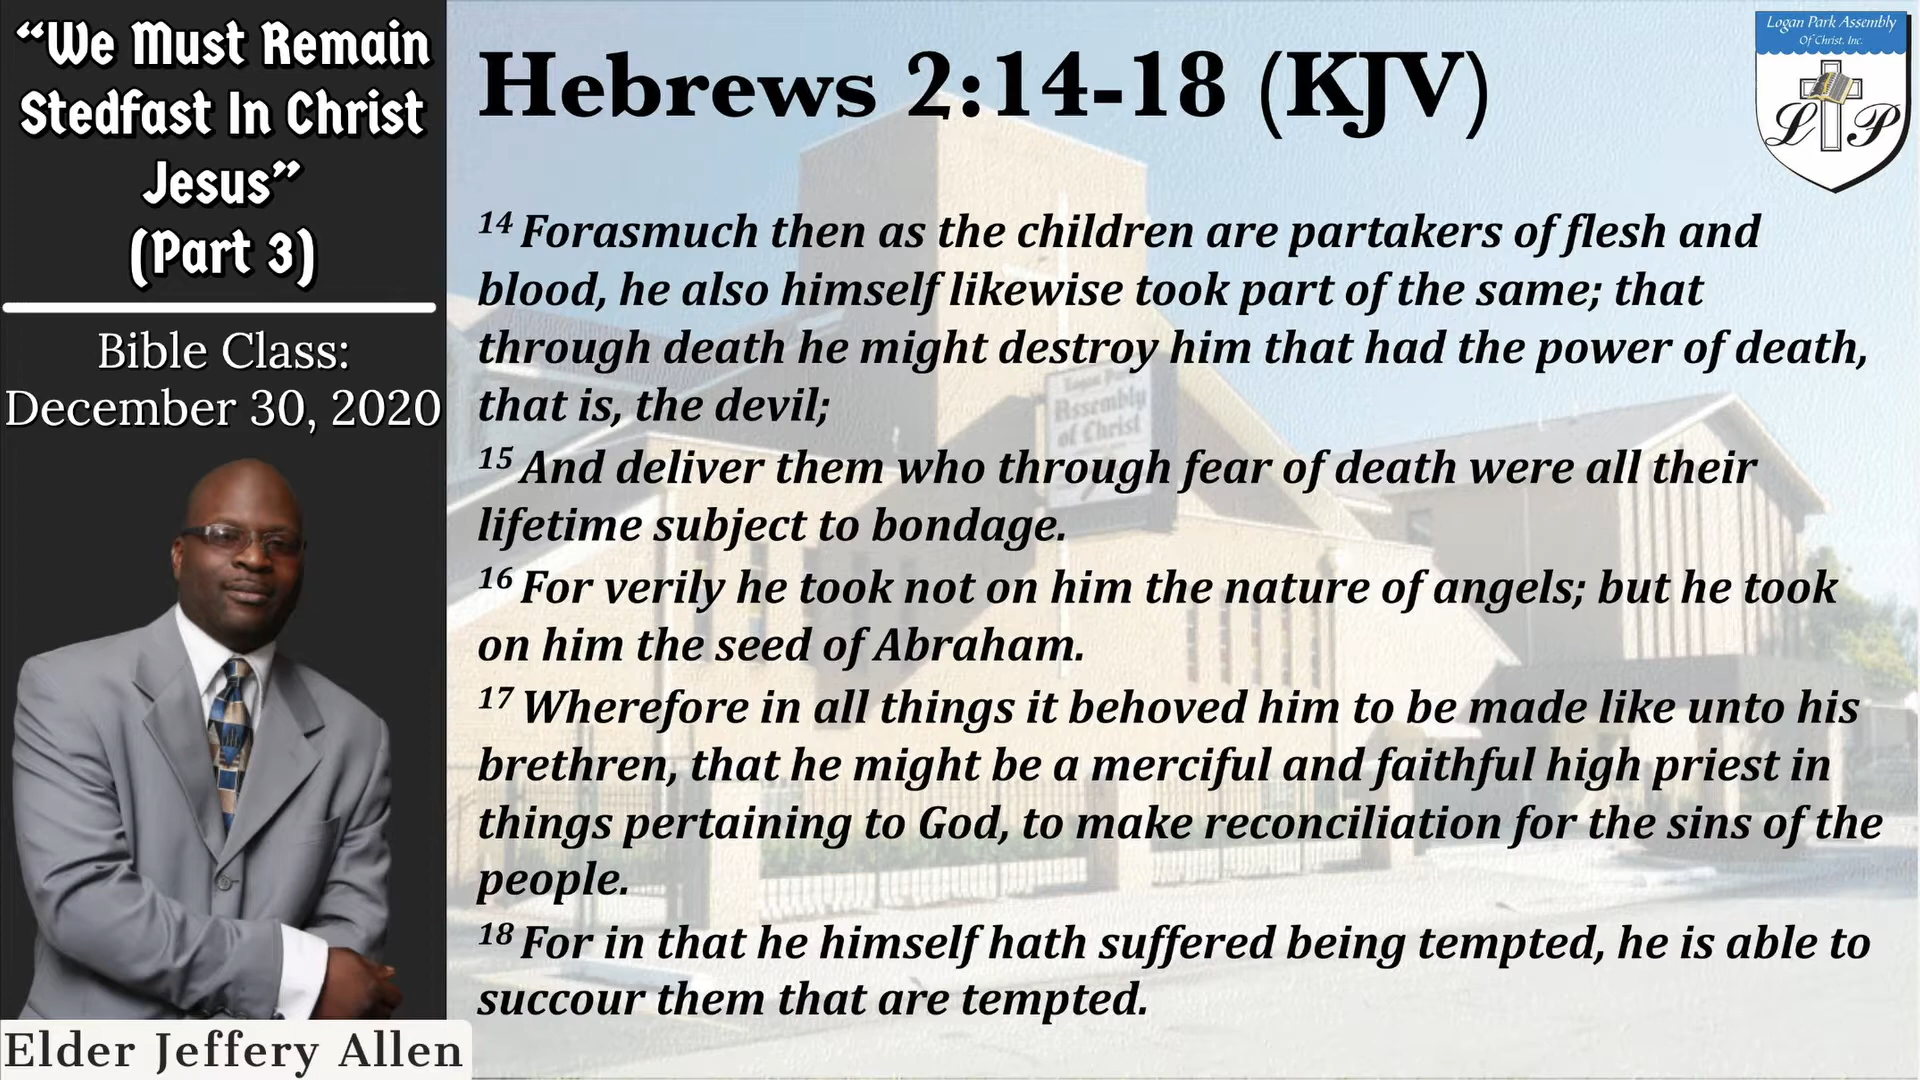 “We Must Remain
Stedfast In Christ
Jesus”
(Part 3)
Bible Class:
December 30, 2020
Elder Jeffery Allen
Hebrews 2:14-18 (KJV)
14 Forasmuch then as the children are partakers of flesh and
blood, he also himself likewise took part of the same; that
through death he might destroy him that had the power of death,
that is, the devil;
15 And deliver them who through fear of death were all their
lifetime subject to bondage.
16 For verily he took not on him the nature of angels; but he took
on him the seed of Abraham.
17 Wherefore in all things it behoved him to be made like unto his
brethren, that he might be a merciful and faithful high priest in
things pertaining to God, to make reconciliation for the sins of the
people.
18 For in that he himself hath suffered being tempted, he is able to
succour them that are tempted.
Logan Park Assembly
Of Christ, Inc.
L P
Logan Park
Assembly
of Christ